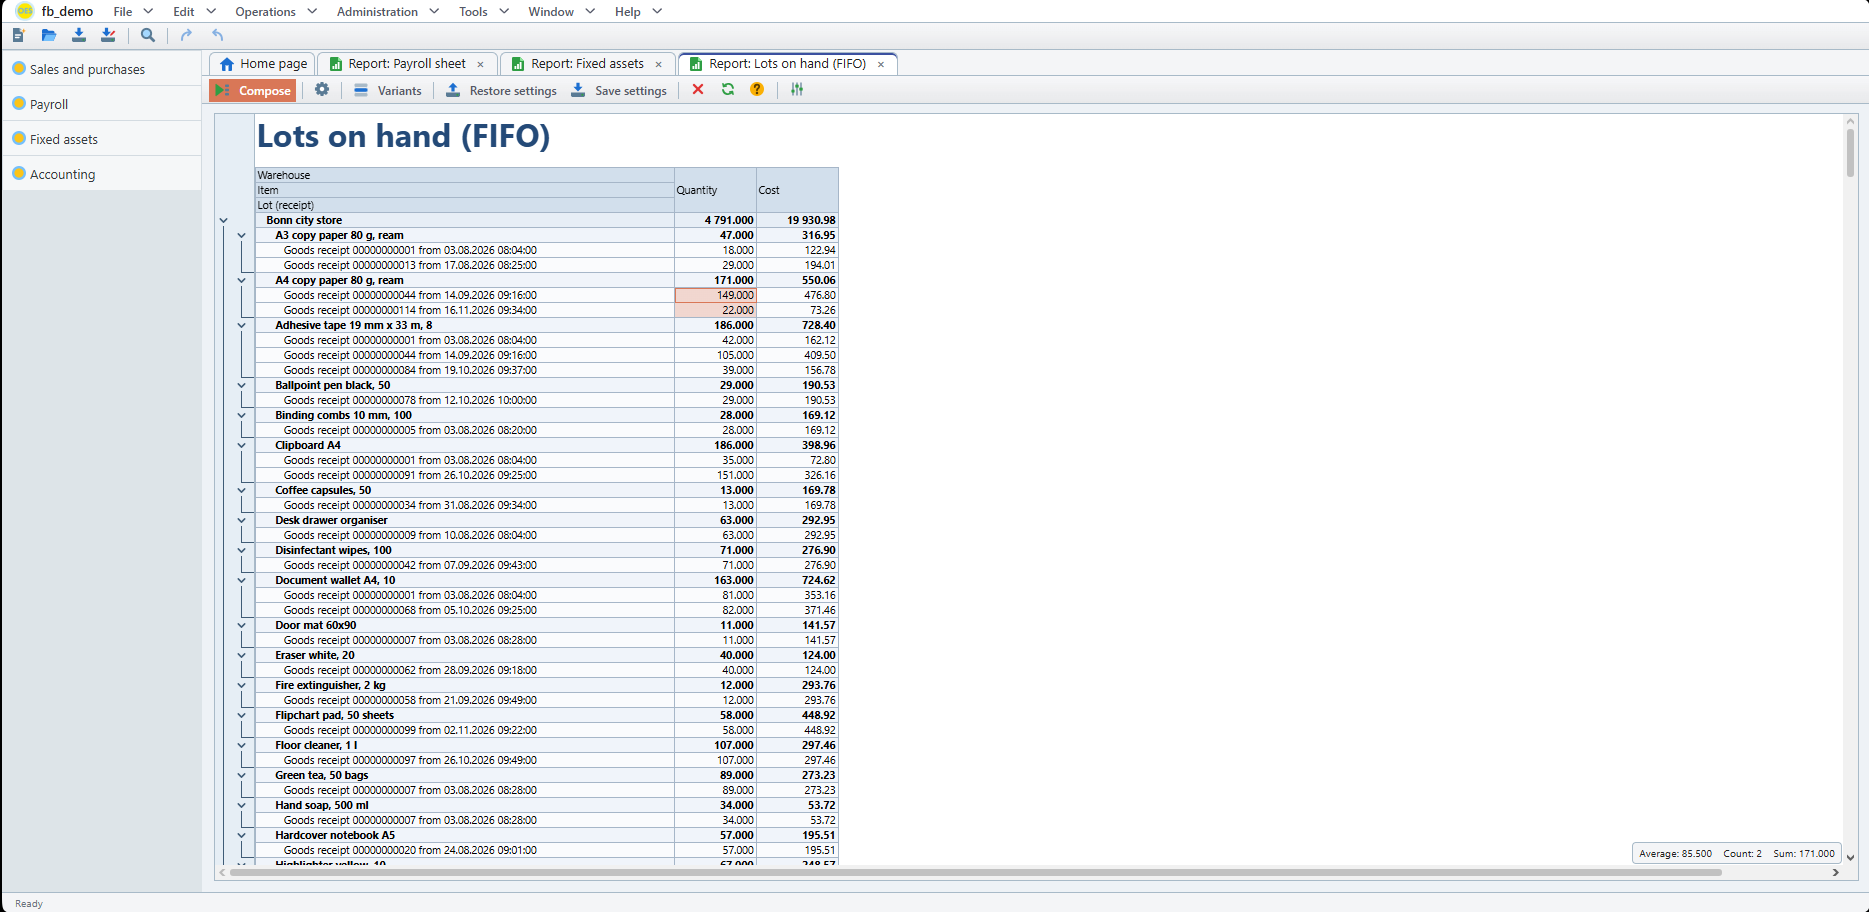 OES fb_demo File Edit Operations Administration Tools Window Help
Sales and purchases
Payroll
Fixed assets
Accounting
Home page Report: Payroll sheet × Report: Fixed assets × Report: Lots on hand (FIFO) ×
Compose Variants Restore settings Save settings
Lots on hand (FIFO)
Warehouse
Item Quantity Cost
Lot (receipt)
Bonn city store 4 791.000 19 930.98
A3 copy paper 80 g, ream 47.000 316.95
Goods receipt 00000000001 from 03.08.2026 08:04:00 18.000 122.94
Goods receipt 00000000013 from 17.08.2026 08:25:00 29.000 194.01
A4 copy paper 80 g, ream 171.000 550.06
Goods receipt 00000000044 from 14.09.2026 09:16:00 149.000 476.80
Goods receipt 00000000114 from 16.11.2026 09:34:00 22.000 73.26
Adhesive tape 19 mm x 33 m, 8 186.000 728.40
Goods receipt 00000000001 from 03.08.2026 08:04:00 42.000 162.12
Goods receipt 00000000044 from 14.09.2026 09:16:00 105.000 409.50
Goods receipt 00000000084 from 19.10.2026 09:37:00 39.000 156.78
Ballpoint pen black, 50 29.000 190.53
Goods receipt 00000000078 from 12.10.2026 10:00:00 29.000 190.53
Binding combs 10 mm, 100 28.000 169.12
Goods receipt 00000000005 from 03.08.2026 08:20:00 28.000 169.12
Clipboard A4 186.000 398.96
Goods receipt 00000000001 from 03.08.2026 08:04:00 35.000 72.80
Goods receipt 00000000091 from 26.10.2026 09:25:00 151.000 326.16
Coffee capsules, 50 13.000 169.78
Goods receipt 00000000034 from 31.08.2026 09:34:00 13.000 169.78
Desk drawer organiser 63.000 292.95
Goods receipt 00000000009 from 10.08.2026 08:04:00 63.000 292.95
Disinfectant wipes, 100 71.000 276.90
Goods receipt 00000000042 from 07.09.2026 09:43:00 71.000 276.90
Document wallet A4, 10 163.000 724.62
Goods receipt 00000000001 from 03.08.2026 08:04:00 81.000 353.16
Goods receipt 00000000068 from 05.10.2026 09:25:00 82.000 371.46
Door mat 60x90 11.000 141.57
Goods receipt 00000000007 from 03.08.2026 08:28:00 11.000 141.57
Eraser white, 20 40.000 124.00
Goods receipt 00000000062 from 28.09.2026 09:18:00 40.000 124.00
Fire extinguisher, 2 kg 12.000 293.76
Goods receipt 00000000058 from 21.09.2026 09:49:00 12.000 293.76
Flipchart pad, 50 sheets 58.000 448.92
Goods receipt 00000000099 from 02.11.2026 09:22:00 58.000 448.92
Floor cleaner, 1 l 107.000 297.46
Goods receipt 00000000097 from 26.10.2026 09:49:00 107.000 297.46
Green tea, 50 bags 89.000 273.23
Goods receipt 00000000007 from 03.08.2026 08:28:00 89.000 273.23
Hand soap, 500 ml 34.000 53.72
Goods receipt 00000000007 from 03.08.2026 08:28:00 34.000 53.72
Hardcover notebook A5 57.000 195.51
Goods receipt 00000000020 from 24.08.2026 09:01:00 57.000 195.51
Highlighter yellow, 10 67.000 248.57
Average: 85.500 Count: 2 Sum: 171.000
Ready